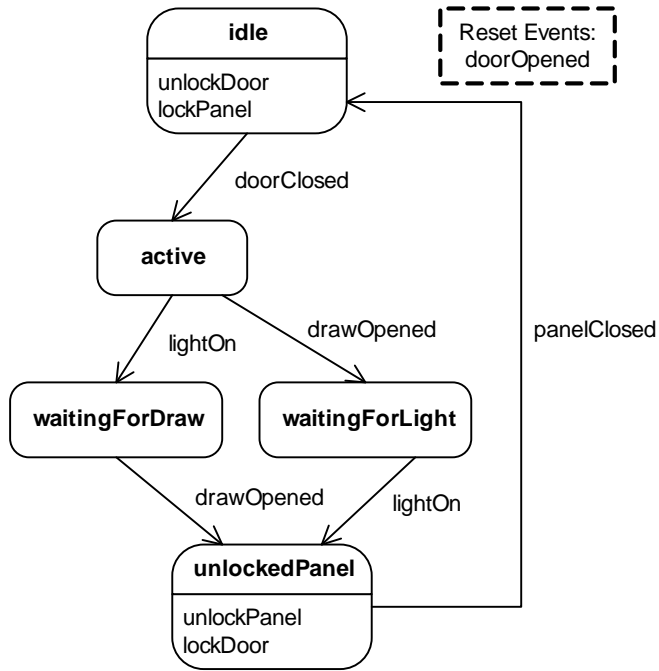 idle
unlockDoor
lockPanel
Reset Events:
doorOpened
doorClosed
active
lightOn
drawOpened
panelClosed
waitingForDraw
waitingForLight
drawOpened
lightOn
unlockedPanel
unlockPanel
lockDoor